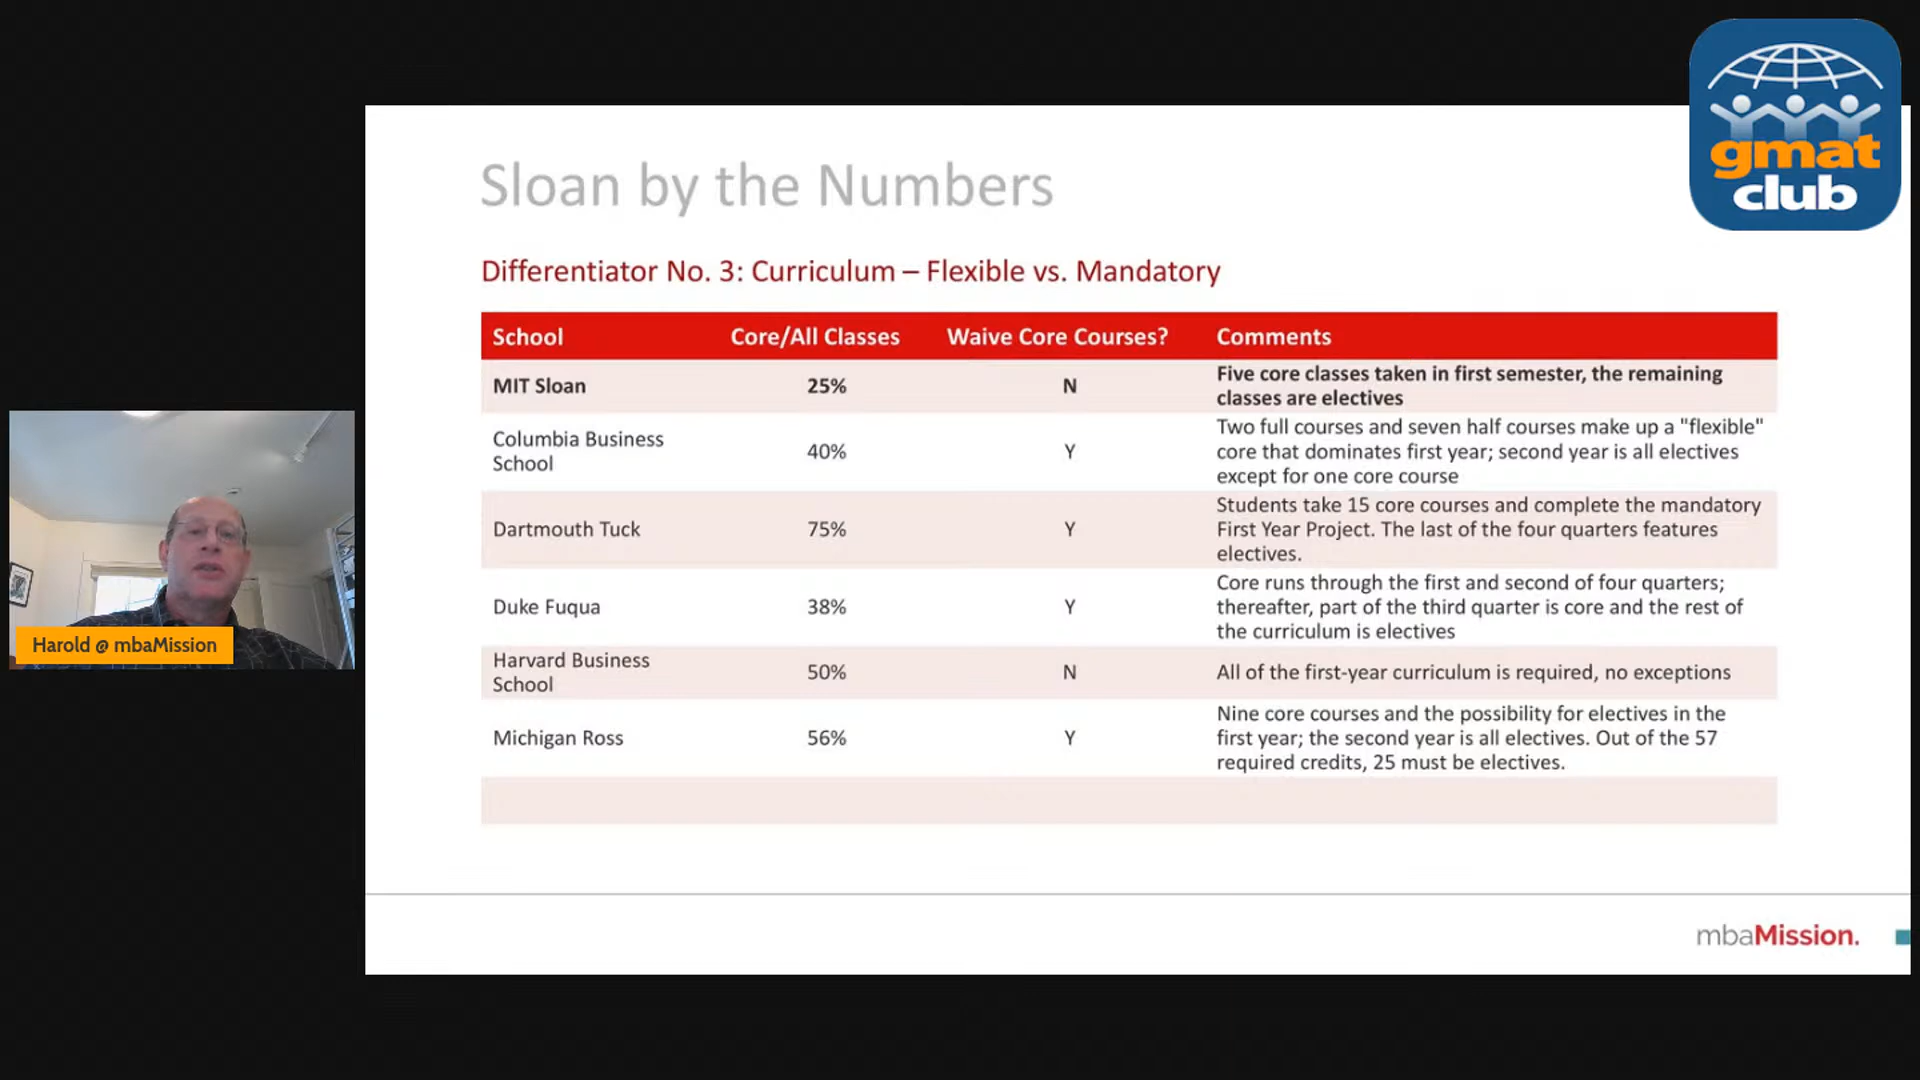 gmat
club
Sloan by the Numbers
Differentiator No. 3: Curriculum – Flexible vs. Mandatory
School Core/All Classes Waive Core Courses? Comments
MIT Sloan 25% N Five core classes taken in first semester, the remaining
classes are electives
Columbia Business
School 40% Y Two full courses and seven half courses make up a "flexible"
core that dominates first year; second year is all electives
except for one core course
Dartmouth Tuck 75% Y Students take 15 core courses and complete the mandatory
First Year Project. The last of the four quarters features
electives.
Duke Fuqua 38% Y Core runs through the first and second of four quarters;
thereafter, part of the third quarter is core and the rest of
the curriculum is electives
Harvard Business
School 50% N All of the first-year curriculum is required, no exceptions
Michigan Ross 56% Y Nine core courses and the possibility for electives in the
first year; the second year is all electives. Out of the 57
required credits, 25 must be electives.
Harold @ mbaMission
mbaMission.